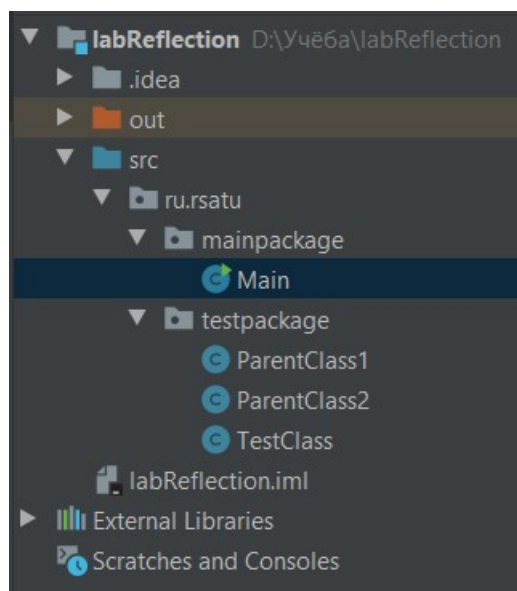 labReflection D:\Учёба\labReflection
.idea
out
src
ru.rsatu
mainpackage
Main
testpackage
ParentClass1
ParentClass2
TestClass
labReflection.iml
External Libraries
Scratches and Consoles